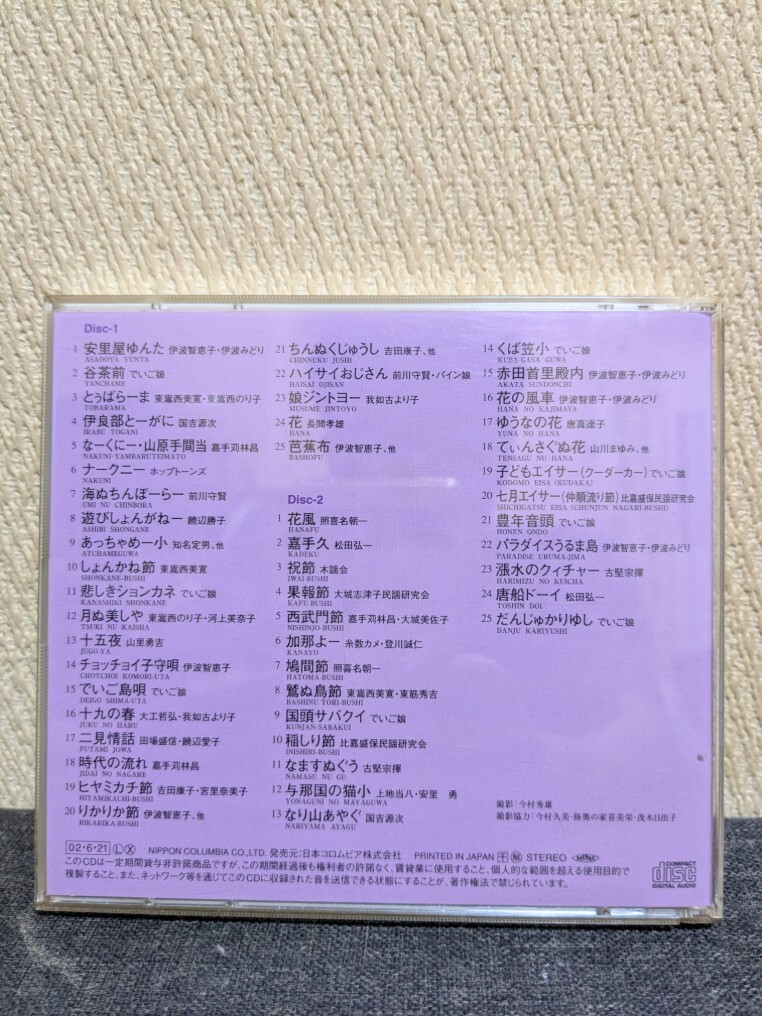 Disc-1
1 安里屋ゆんた 伊波智恵子・伊波みどり
ASADOYA YUNTA
2 谷茶前 でいご娘
TANCHAME
3 とぅばらーま 東嵩西美寛・東嵩西のり子
TOBARAMA
4 伊良部とーがに 国吉源次
IRABU TOGANI
5 なーくにー・山原手間当 嘉手苅林昌
NAKUNI-YAMBARUTEIMATO
6 ナークニー ホップトーンズ
NAKUNI
7 海ぬちんぼーらー 前川守賢
UMI NU CHINBORA
8 遊びしょんがねー 饒辺勝子
ASHIBI SHONGANE
9 あっちゃめー小 知名定男、他
ATCHAMEGUWA
10 しょんかね節 東嵩西美寛
SHONKANE-BUSHI
11 悲しきションカネ でいご娘
KANASHIKI SHONKANE
12 月ぬ美しゃ 東嵩西のり子・河上美奈子
TSUKI NU KAISHA
13 十五夜 山里勇吉
JUGO-YA
14 チョッチョイ子守唄 伊波智恵子
CHOTCHOI KOMORI-UTA
15 でいご島唄 でいご娘
DEIGO SHIMA-UTA
16 十九の春 大工哲弘・我如古より子
JUKU NO HARU
17 二見情話 田場盛信・饒辺愛子
FUTAMI JOWA
18 時代の流れ 嘉手苅林昌
JIDAI NO NAGARE
19 ヒヤミカチ節 吉田康子・宮里奈美子
HIYAMIKACHI-BUSHI
20 りかりか節 伊波智恵子、他
RIKARIKA-BUSHI
21 ちんぬくじゅうし 吉田康子、他
CHINNUKU JUSHI
22 ハイサイおじさん 前川守賢・パイン娘
HAISAI OJISAN
23 娘ジントヨー 我如古より子
MUSUME JINTOYO
24 花 長間孝雄
HANA
25 芭蕉布 伊波智恵子、他
BASHOFU
Disc-2
1 花風 照喜名朝一
HANAFU
2 嘉手久 松田弘一
KADEKU
3 祝節 木謡会
IWAI-BUSHI
4 果報節 大城志津子民謡研究会
KAFU-BUSHI
5 西武門節 嘉手苅林昌・大城美佐子
NISHINJO-BUSHI
6 加那よー 糸数カメ・登川誠仁
KANAYO
7 鳩間節 照喜名朝一
HATOMA-BUSHI
8 鷲ぬ鳥節 東嵩西美寛・東筋秀吉
BASHINU TORI-BUSHI
9 国頭サバクイ でいご娘
KUNJAN-SABAKUI
10 稲しり節 比嘉盛保民謡研究会
INISHIRI-BUSHI
11 なますぬぐう 古堅宗揮
NAMASU NU GU
12 与那国の猫小 上地当八・安里 勇
YONAGUNI NO MAYAGUWA
13 なり山あやぐ 国吉源次
NARIYAMA AYAGU
14 くば笠小 でいご娘
KUBA GASA GUWA
15 赤田首里殿内 伊波智恵子・伊波みどり
AKATA SUNDONCHI
16 花の風車 伊波智恵子・伊波みどり
HANA NO KAJIMAYA
17 ゆうなの花 唐真達子
YUNA NO HANA
18 てぃんさぐぬ花 山川まゆみ、他
TENSAGU NU HANA
19 子どもエイサー（クーダーカー）でいご娘
KODOMO EISA (KUDAKA)
20 七月エイサー（仲順流り節）比嘉盛保民謡研究会
SHICHIGATSU EISA (CHUNJUN NAGARI-BUSHI)
21 豊年音頭 でいご娘
HONEN ONDO
22 パラダイスうるま島 伊波智恵子・伊波みどり
PARADISE URUMA-JIMA
23 漲水のクィチャー 古堅宗揮
HARIMIZU NO KUICHA
24 唐船ドーイ 松田弘一
TOSHIN DOI
25 だんじゅかりゆし でいご娘
DANJU KARIYUSHI
撮影：今村秀雄
撮影協力：今村久美・陸奥の家喜美栄・茂木日出子
02・6・21 Ⓛ Ⓧ NIPPON COLUMBIA CO.,LTD. 発売元：日本コロムビア株式会社 PRINTED IN JAPAN STEREO
このCDは一定期間貸与非許諾商品ですが、この期間経過後も権利者の許諾なく、賃貸業に使用すること、個人的な範囲を超える使用目的で
複製すること、また、ネットワーク等を通じてこのCDに収録された音を送信できる状態にすることが、著作権法で禁じられています。
COMPACT
disc
DIGITAL AUDIO